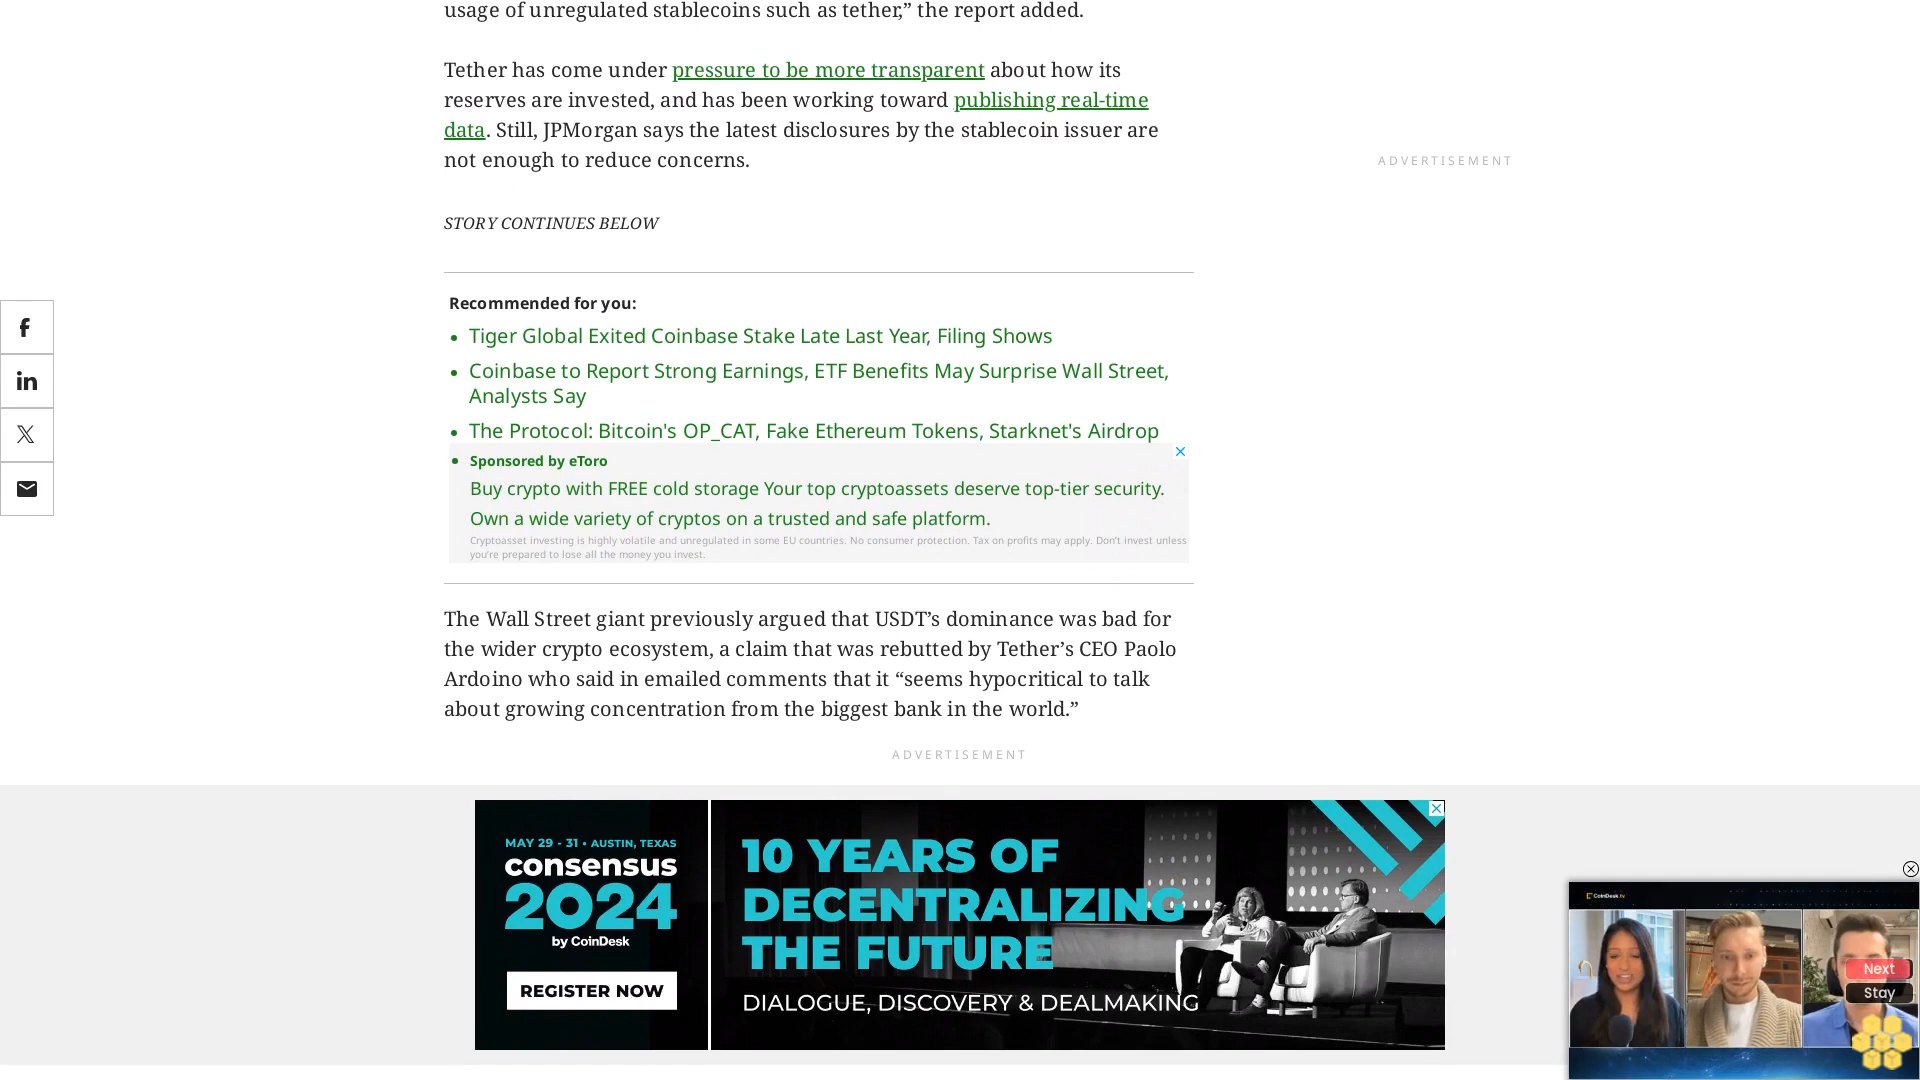 usage of unregulated stablecoins such as tether,” the report added.
Tether has come under pressure to be more transparent about how its
reserves are invested, and has been working toward publishing real-time
data. Still, JPMorgan says the latest disclosures by the stablecoin issuer are
not enough to reduce concerns.
ADVERTISEMENT
STORY CONTINUES BELOW
Recommended for you:
Tiger Global Exited Coinbase Stake Late Last Year, Filing Shows
Coinbase to Report Strong Earnings, ETF Benefits May Surprise Wall Street,
Analysts Say
The Protocol: Bitcoin's OP_CAT, Fake Ethereum Tokens, Starknet's Airdrop
Sponsored by eToro
Buy crypto with FREE cold storage Your top cryptoassets deserve top-tier security.
Own a wide variety of cryptos on a trusted and safe platform.
Cryptoasset investing is highly volatile and unregulated in some EU countries. No consumer protection. Tax on profits may apply. Don’t invest unless
you’re prepared to lose all the money you invest.
The Wall Street giant previously argued that USDT’s dominance was bad for
the wider crypto ecosystem, a claim that was rebutted by Tether’s CEO Paolo
Ardoino who said in emailed comments that it “seems hypocritical to talk
about growing concentration from the biggest bank in the world.”
ADVERTISEMENT
MAY 29 - 31 • AUSTIN, TEXAS
consensus
2024
by CoinDesk
REGISTER NOW
10 YEARS OF
DECENTRALIZING
THE FUTURE
DIALOGUE, DISCOVERY & DEALMAKING
CoinDesk tv
Next
Stay